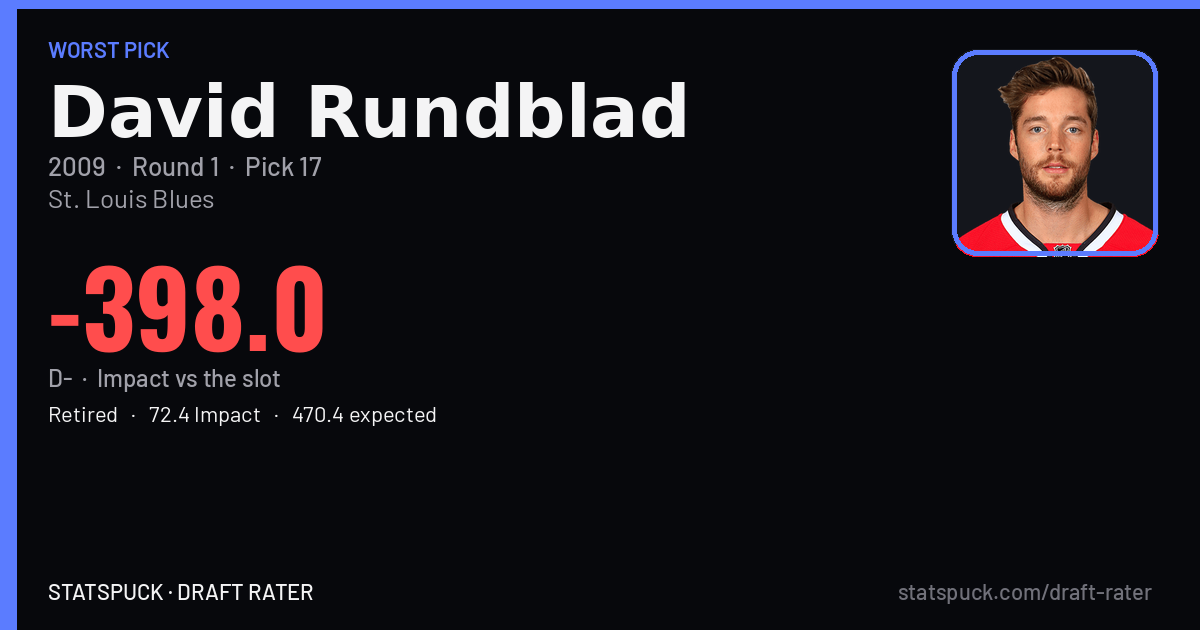 WORST PICK
David Rundblad
2009 · Round 1 · Pick 17
St. Louis Blues
-398.0
D- · Impact vs the slot
Retired · 72.4 Impact · 470.4 expected
STATSPUCK · DRAFT RATER
statspuck.com/draft-rater